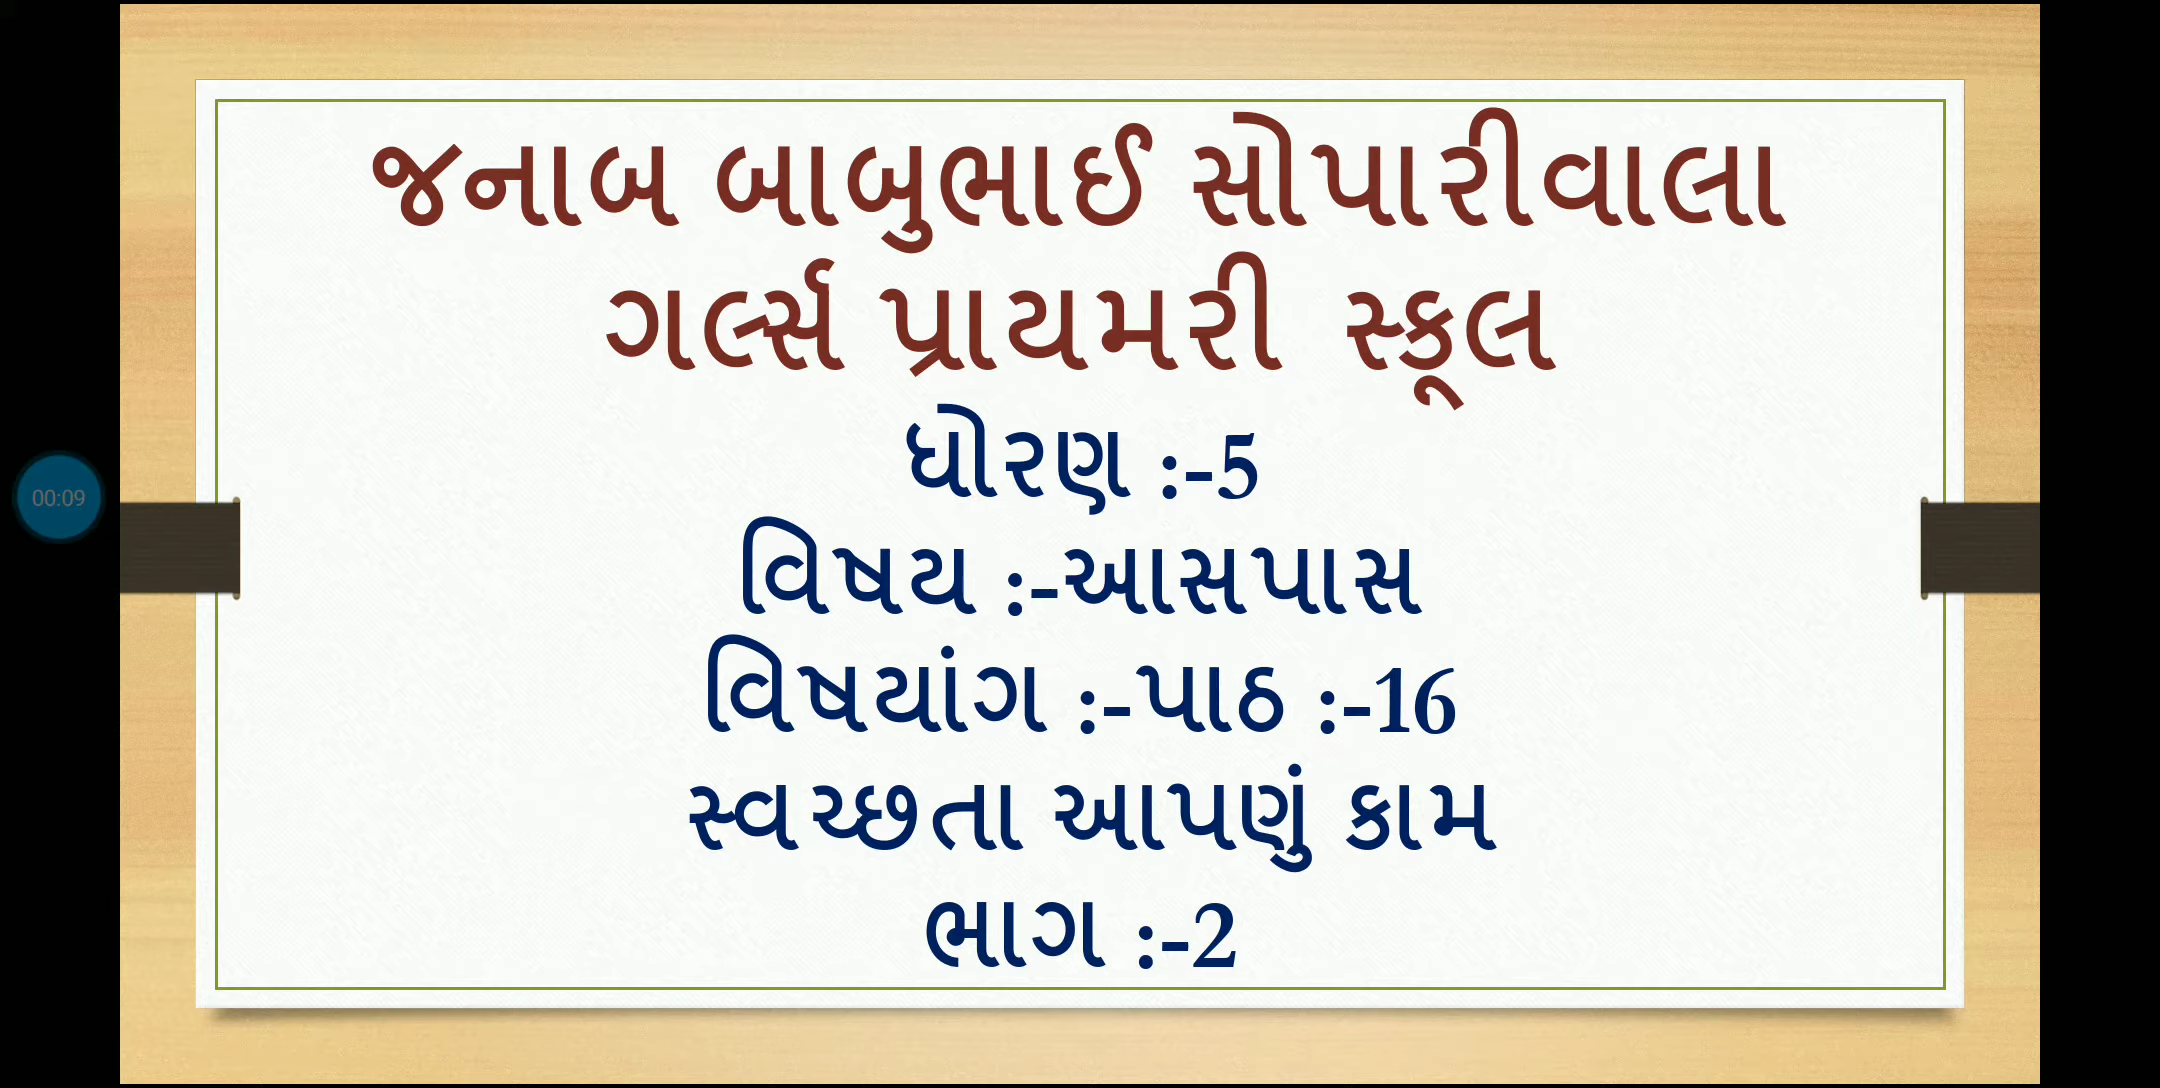 જનાબ બાબુભાઈ સોપારીવાલા
ગર્લ્સ પ્રાયમરી સ્કૂલ
ધોરણ :-5
વિષય :-આસપાસ
00:09
વિષયાંગ :-પાઠ :-16
સ્વચ્છતા આપણું કામ
ભાગ :-2